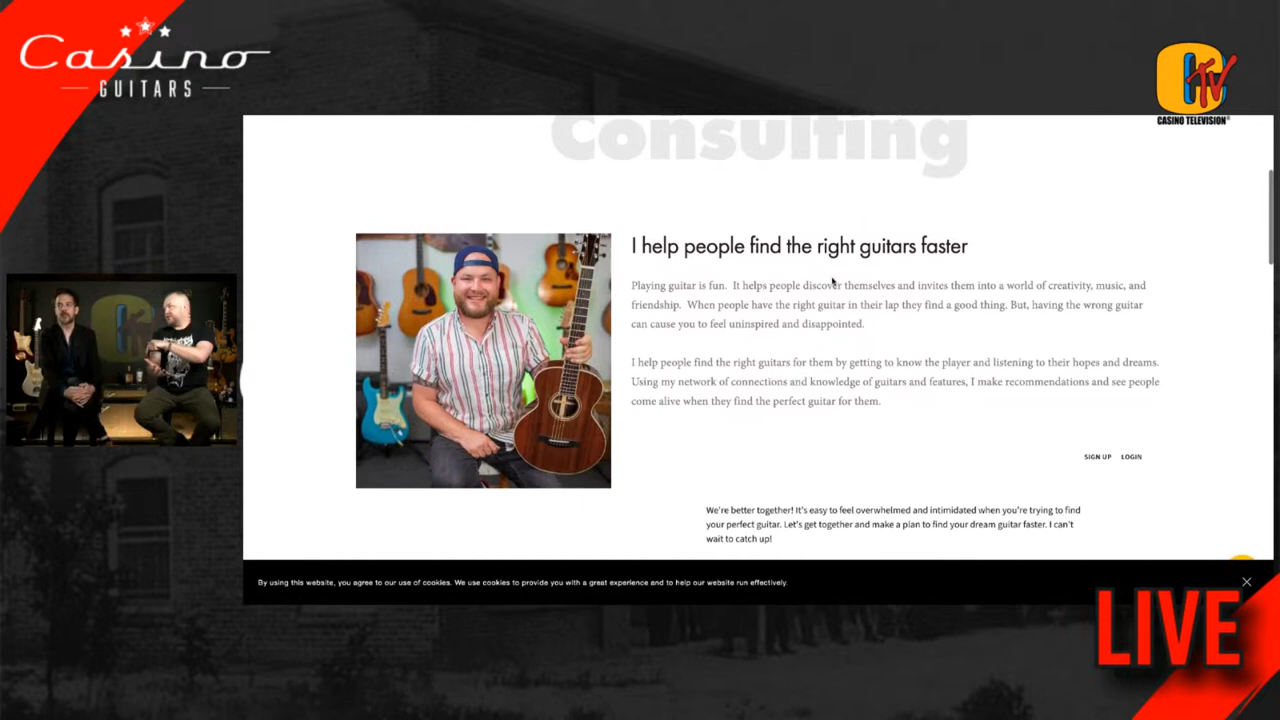 Casino
GUITARS
CTV
CASINO TELEVISION®
Consulting
I help people find the right guitars faster
Playing guitar is fun.  It helps people discover themselves and invites them into a world of creativity, music, and
friendship.  When people have the right guitar in their lap they find a good thing. But, having the wrong guitar
can cause you to feel uninspired and disappointed.
I help people find the right guitars for them by getting to know the player and listening to their hopes and dreams.
Using my network of connections and knowledge of guitars and features, I make recommendations and see people
come alive when they find the perfect guitar for them.
SIGN UP LOGIN
We're better together! It's easy to feel overwhelmed and intimidated when you're trying to find
your perfect guitar. Let's get together and make a plan to find your dream guitar faster. I can't
wait to catch up!
By using this website, you agree to our use of cookies. We use cookies to provide you with a great experience and to help our website run effectively.
LIVE